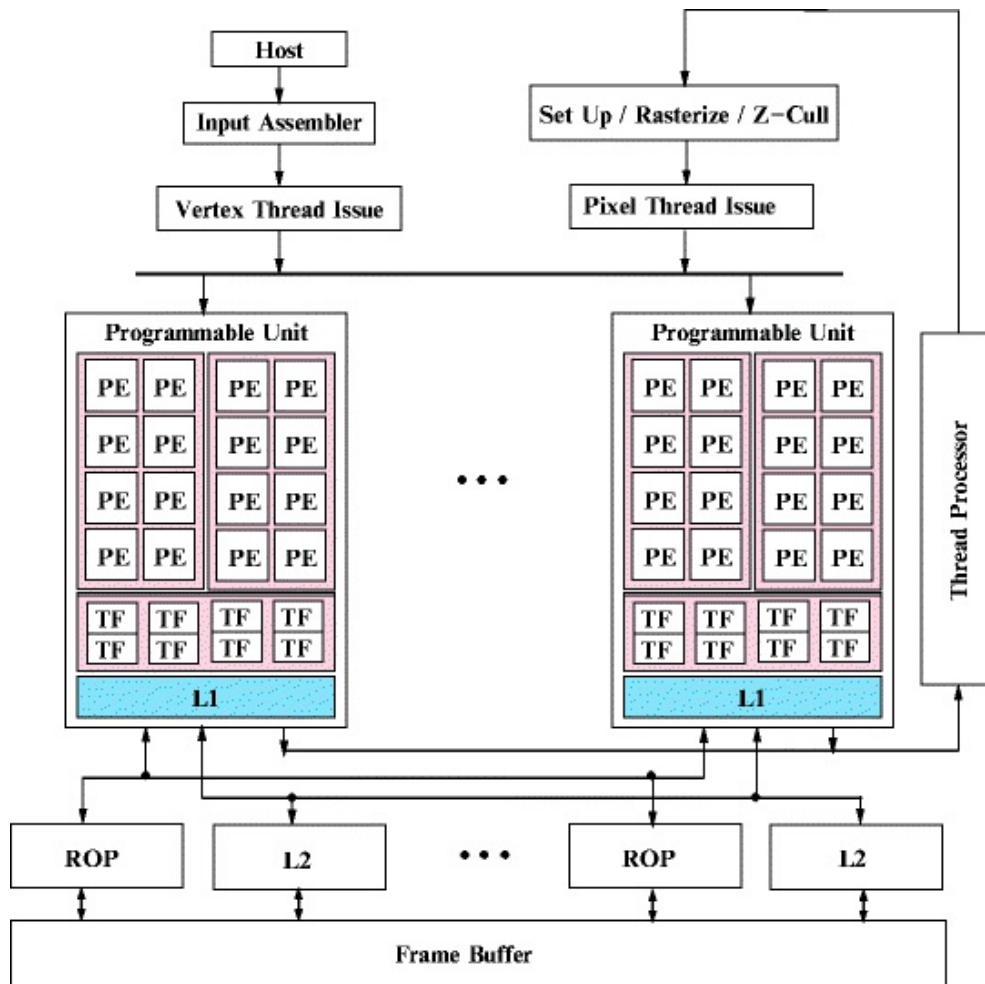 Host
Input Assembler
Vertex Thread Issue
Set Up / Rasterize / Z-Cull
Pixel Thread Issue
Programmable Unit
PE PE PE PE
PE PE PE PE
PE PE PE PE
PE PE PE PE
TF TF TF TF
TF TF TF TF
L1
Programmable Unit
PE PE PE PE
PE PE PE PE
PE PE PE PE
PE PE PE PE
TF TF TF TF
TF TF TF TF
L1
Thread Processor
ROP
L2
ROP
L2
Frame Buffer